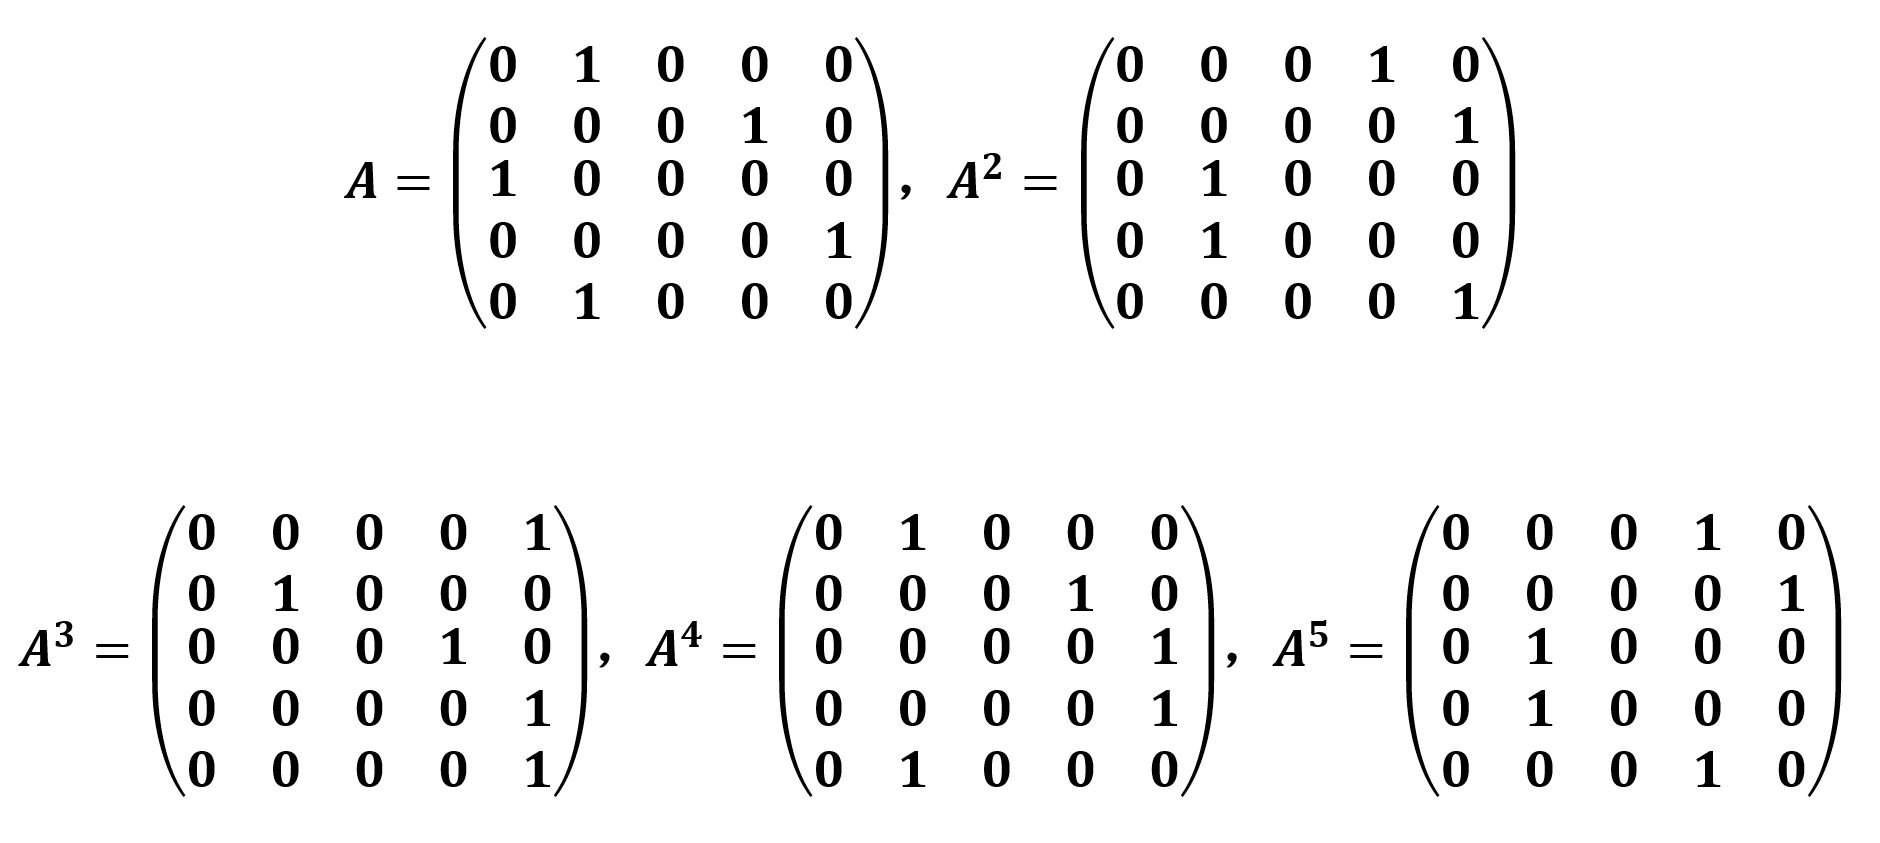 0 1 0 0 0 0 0 0 1 0
0 0 0 1 0 0 0 0 0 1
A = ( 1 0 0 0 0 ) , A² = ( 0 1 0 0 0 )
0 0 0 0 1 0 1 0 0 0
0 1 0 0 0 0 0 0 0 1
0 0 0 0 1 0 1 0 0 0 0 0 0 1 0
0 1 0 0 0 0 0 0 1 0 0 0 0 0 1
A³ = ( 0 0 0 1 0 ) , A⁴ = ( 0 0 0 0 1 ) , A⁵ = ( 0 1 0 0 0 )
0 0 0 0 1 0 0 0 0 1 0 1 0 0 0
0 0 0 0 1 0 1 0 0 0 0 0 0 1 0